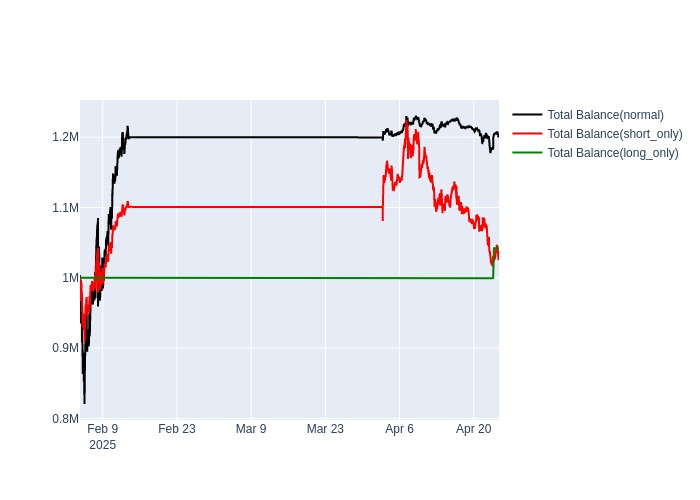 Total Balance(normal)
Total Balance(short_only)
Total Balance(long_only)
1.2M
1.1M
1M
0.9M
0.8M
Feb 9
2025
Feb 23
Mar 9
Mar 23
Apr 6
Apr 20